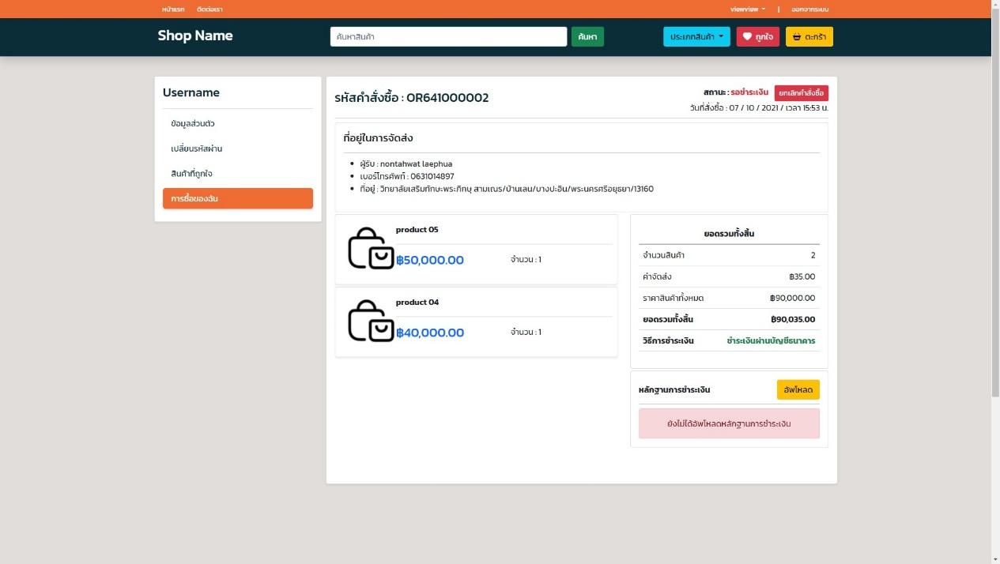 หน้าแรก ติดต่อเรา viewview | ออกจากระบบ
Shop Name ค้นหาสินค้า ค้นหา ประเภทสินค้า ถูกใจ ตะกร้า
Username
ข้อมูลส่วนตัว
เปลี่ยนรหัสผ่าน
สินค้าที่ถูกใจ
การซื้อของฉัน
รหัสคำสั่งซื้อ : OR641000002
สถานะ : รอชำระเงิน ยกเลิกคำสั่งซื้อ
วันที่สั่งซื้อ : 07 / 10 / 2021 / เวลา 15:53 น.
ที่อยู่ในการจัดส่ง
ผู้รับ : nontahwat laephua
เบอร์โทรศัพท์ : 0631014897
ที่อยู่ : วิทยาลัยเสริมทักษะพระภิกษุ สามเณร/บ้านเลน/บางปะอิน/พระนครศรีอยุธยา/13160
product 05
฿50,000.00 จำนวน : 1
product 04
฿40,000.00 จำนวน : 1
ยอดรวมทั้งสิ้น
จำนวนสินค้า 2
ค่าจัดส่ง ฿35.00
ราคาสินค้าทั้งหมด ฿90,000.00
ยอดรวมทั้งสิ้น ฿90,035.00
วิธีการชำระเงิน ชำระเงินผ่านบัญชีธนาคาร
หลักฐานการชำระเงิน อัพโหลด
ยังไม่ได้อัพโหลดหลักฐานการชำระเงิน